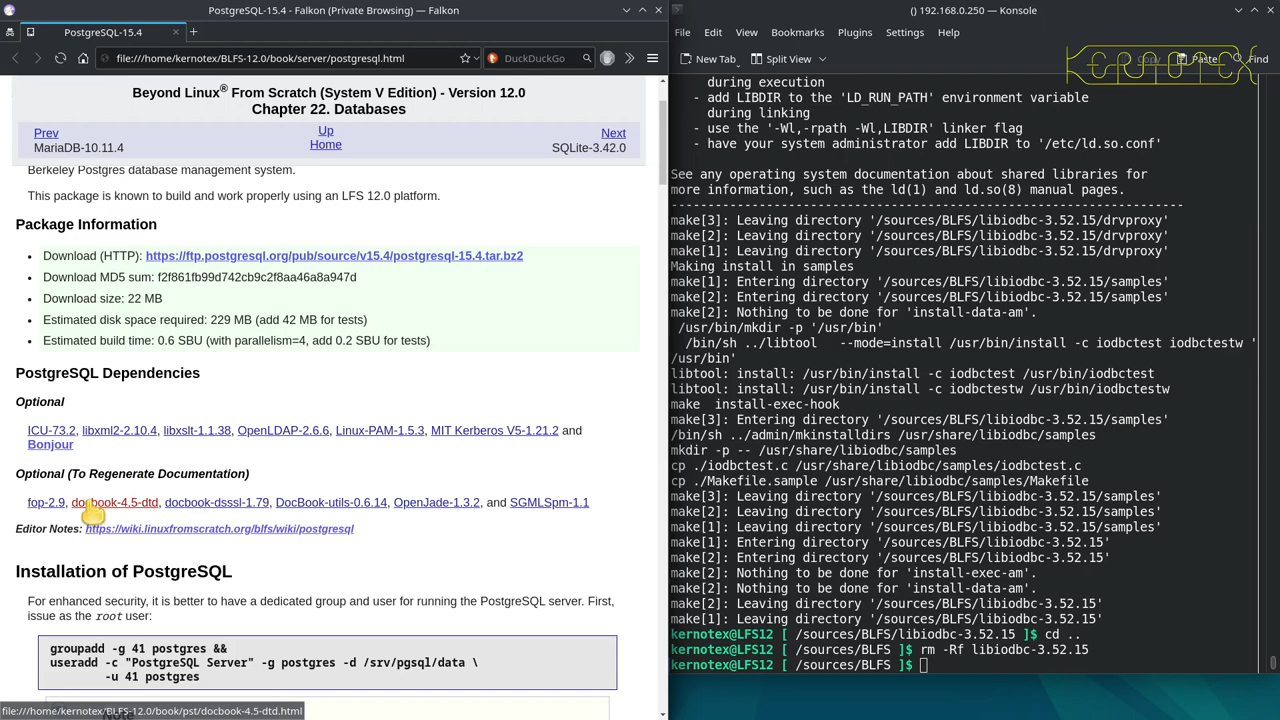 PostgreSQL-15.4 - Falkon (Private Browsing) — Falkon
PostgreSQL-15.4
file:///home/kernotex/BLFS-12.0/book/server/postgresql.html
DuckDuckGo
Beyond Linux® From Scratch (System V Edition) - Version 12.0
Chapter 22. Databases
Prev
Up
Next
MariaDB-10.11.4
Home
SQLite-3.42.0
Berkeley Postgres database management system.
This package is known to build and work properly using an LFS 12.0 platform.
Package Information
• Download (HTTP): https://ftp.postgresql.org/pub/source/v15.4/postgresql-15.4.tar.bz2
• Download MD5 sum: f2f861fb99d742cb9c2f8aa46a8a947d
• Download size: 22 MB
• Estimated disk space required: 229 MB (add 42 MB for tests)
• Estimated build time: 0.6 SBU (with parallelism=4, add 0.2 SBU for tests)
PostgreSQL Dependencies
Optional
ICU-73.2, libxml2-2.10.4, libxslt-1.1.38, OpenLDAP-2.6.6, Linux-PAM-1.5.3, MIT Kerberos V5-1.21.2 and
Bonjour
Optional (To Regenerate Documentation)
fop-2.9, docbook-4.5-dtd, docbook-dsssl-1.79, DocBook-utils-0.6.14, OpenJade-1.3.2, and SGMLSpm-1.1
Editor Notes: https://wiki.linuxfromscratch.org/blfs/wiki/postgresql
Installation of PostgreSQL
For enhanced security, it is better to have a dedicated group and user for running the PostgreSQL server. First,
issue as the root user:
groupadd -g 41 postgres &&
useradd -c "PostgreSQL Server" -g postgres -d /srv/pgsql/data \
-u 41 postgres
Note
file:///home/kernotex/BLFS-12.0/book/pst/docbook-4.5-dtd.html
() 192.168.0.250 — Konsole
File Edit View Bookmarks Plugins Settings Help
New Tab Split View Copy Paste Find
KernoteX
during execution
- add LIBDIR to the 'LD_RUN_PATH' environment variable
during linking
- use the '-Wl,-rpath -Wl,LIBDIR' linker flag
- have your system administrator add LIBDIR to '/etc/ld.so.conf'
See any operating system documentation about shared libraries for
more information, such as the ld(1) and ld.so(8) manual pages.
----------------------------------------------------------------------
make[3]: Leaving directory '/sources/BLFS/libiodbc-3.52.15/drvproxy'
make[2]: Leaving directory '/sources/BLFS/libiodbc-3.52.15/drvproxy'
make[1]: Leaving directory '/sources/BLFS/libiodbc-3.52.15/drvproxy'
Making install in samples
make[1]: Entering directory '/sources/BLFS/libiodbc-3.52.15/samples'
make[2]: Entering directory '/sources/BLFS/libiodbc-3.52.15/samples'
make[2]: Nothing to be done for 'install-data-am'.
/usr/bin/mkdir -p '/usr/bin'
/bin/sh ../libtool --mode=install /usr/bin/install -c iodbctest iodbctestw '
/usr/bin'
libtool: install: /usr/bin/install -c iodbctest /usr/bin/iodbctest
libtool: install: /usr/bin/install -c iodbctestw /usr/bin/iodbctestw
make install-exec-hook
make[3]: Entering directory '/sources/BLFS/libiodbc-3.52.15/samples'
/bin/sh ../admin/mkinstalldirs /usr/share/libiodbc/samples
mkdir -p -- /usr/share/libiodbc/samples
cp ./iodbctest.c /usr/share/libiodbc/samples/iodbctest.c
cp ./Makefile.sample /usr/share/libiodbc/samples/Makefile
make[3]: Leaving directory '/sources/BLFS/libiodbc-3.52.15/samples'
make[2]: Leaving directory '/sources/BLFS/libiodbc-3.52.15/samples'
make[1]: Leaving directory '/sources/BLFS/libiodbc-3.52.15/samples'
make[1]: Entering directory '/sources/BLFS/libiodbc-3.52.15'
make[2]: Entering directory '/sources/BLFS/libiodbc-3.52.15'
make[2]: Nothing to be done for 'install-exec-am'.
make[2]: Nothing to be done for 'install-data-am'.
make[2]: Leaving directory '/sources/BLFS/libiodbc-3.52.15'
make[1]: Leaving directory '/sources/BLFS/libiodbc-3.52.15'
kernotex@LFS12 [ /sources/BLFS/libiodbc-3.52.15 ]$ cd ..
kernotex@LFS12 [ /sources/BLFS ]$ rm -Rf libiodbc-3.52.15
kernotex@LFS12 [ /sources/BLFS ]$